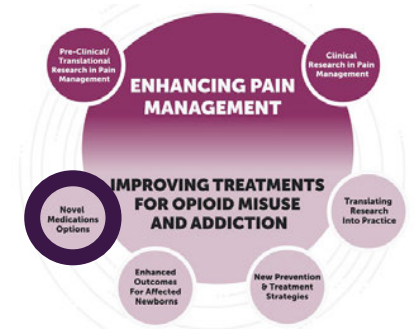 Pre-Clinical/
Translational
Research in Pain
Management
Clinical
Research in Pain
Management
ENHANCING PAIN
MANAGEMENT
IMPROVING TREATMENTS
FOR OPIOID MISUSE
AND ADDICTION
Novel
Medications
Options
Translating
Research
Into Practice
Enhanced
Outcomes
For Affected
Newborns
New Prevention
& Treatment
Strategies